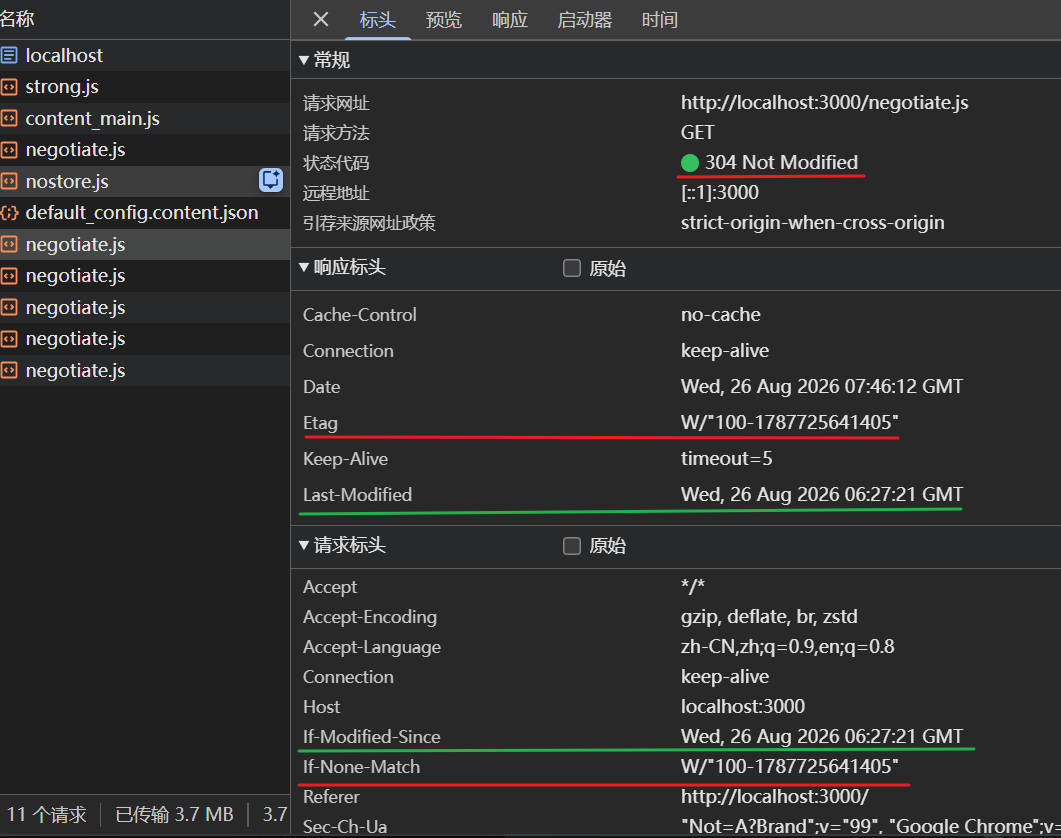 名称
localhost
strong.js
content_main.js
negotiate.js
nostore.js
default_config.content.json
negotiate.js
negotiate.js
negotiate.js
negotiate.js
negotiate.js
11 个请求 已传输 3.7 MB 3.7
标头 预览 响应 启动器 时间
常规
请求网址 http://localhost:3000/negotiate.js
请求方法 GET
状态代码 304 Not Modified
远程地址 [::1]:3000
引荐来源网址政策 strict-origin-when-cross-origin
响应标头 原始
Cache-Control no-cache
Connection keep-alive
Date Wed, 26 Aug 2026 07:46:12 GMT
Etag W/"100-1787725641405"
Keep-Alive timeout=5
Last-Modified Wed, 26 Aug 2026 06:27:21 GMT
请求标头 原始
Accept */*
Accept-Encoding gzip, deflate, br, zstd
Accept-Language zh-CN,zh;q=0.9,en;q=0.8
Connection keep-alive
Host localhost:3000
If-Modified-Since Wed, 26 Aug 2026 06:27:21 GMT
If-None-Match W/"100-1787725641405"
Referer http://localhost:3000/
Sec-Ch-Ua "Not=A?Brand";v="99", "Google Chrome";v=